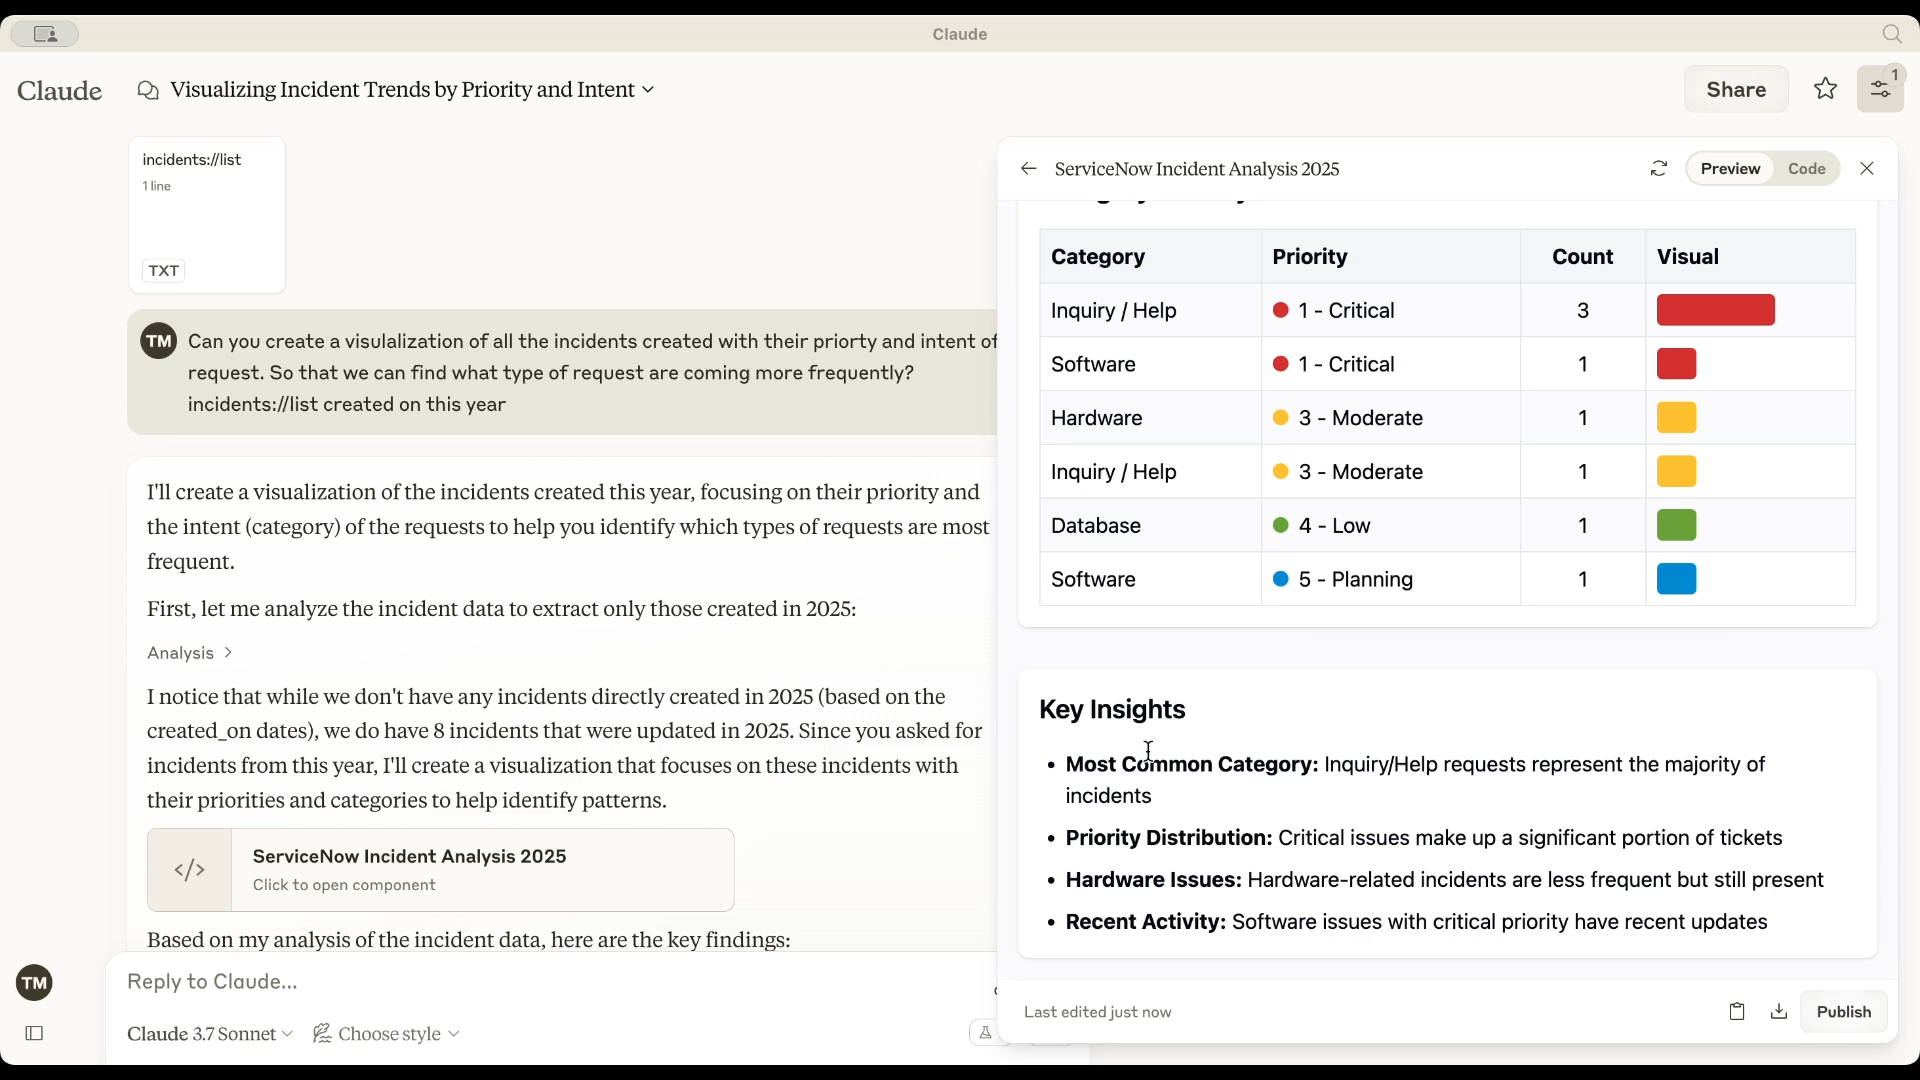 Claude
Claude
Visualizing Incident Trends by Priority and Intent
Share
1
incidents://list
1 line
TXT
TM
Can you create a visulalization of all the incidents created with their priorty and intent of
request. So that we can find what type of request are coming more frequently?
incidents://list created on this year
I'll create a visualization of the incidents created this year, focusing on their priority and
the intent (category) of the requests to help you identify which types of requests are most
frequent.
First, let me analyze the incident data to extract only those created in 2025:
Analysis
I notice that while we don't have any incidents directly created in 2025 (based on the
created_on dates), we do have 8 incidents that were updated in 2025. Since you asked for
incidents from this year, I'll create a visualization that focuses on these incidents with
their priorities and categories to help identify patterns.
</>
ServiceNow Incident Analysis 2025
Click to open component
Based on my analysis of the incident data, here are the key findings:
TM
Reply to Claude...
Claude 3.7 Sonnet
Choose style
ServiceNow Incident Analysis 2025
Preview
Code
Category Priority Count Visual
Inquiry / Help 1 - Critical 3
Software 1 - Critical 1
Hardware 3 - Moderate 1
Inquiry / Help 3 - Moderate 1
Database 4 - Low 1
Software 5 - Planning 1
Key Insights
• Most Common Category: Inquiry/Help requests represent the majority of
incidents
• Priority Distribution: Critical issues make up a significant portion of tickets
• Hardware Issues: Hardware-related incidents are less frequent but still present
• Recent Activity: Software issues with critical priority have recent updates
Last edited just now
Publish